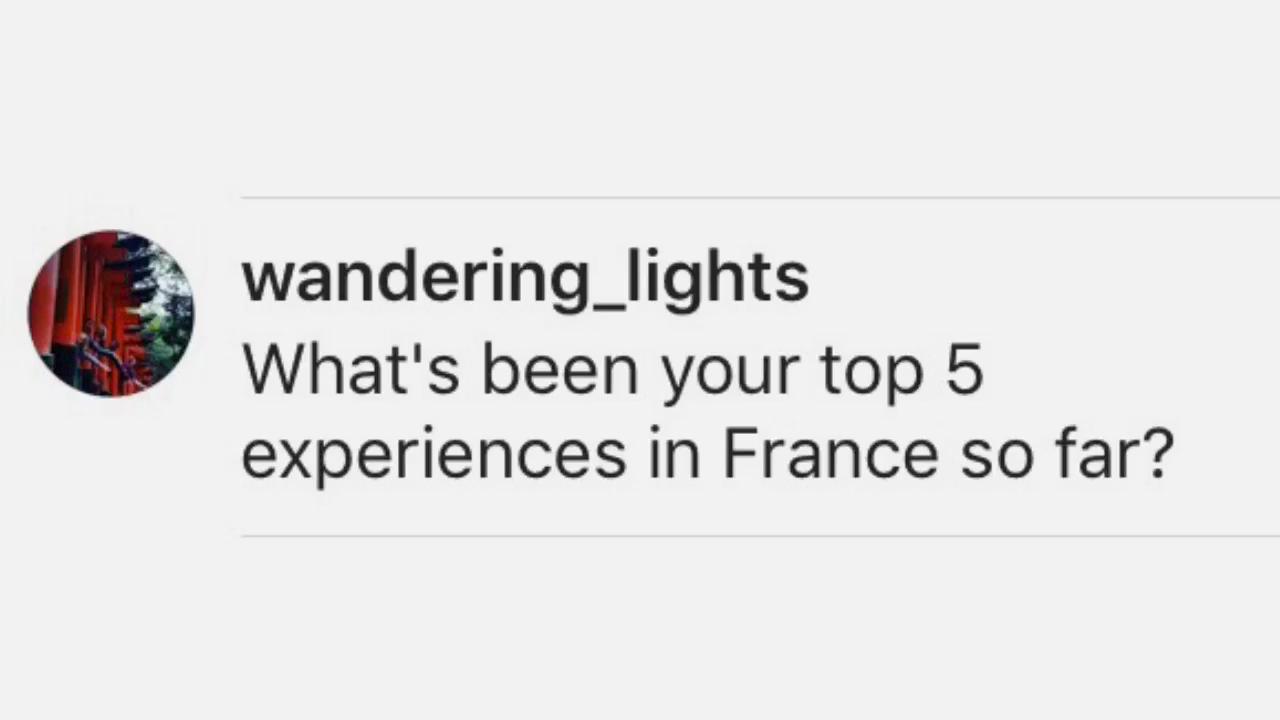 wandering_lights
What's been your top 5
experiences in France so far?